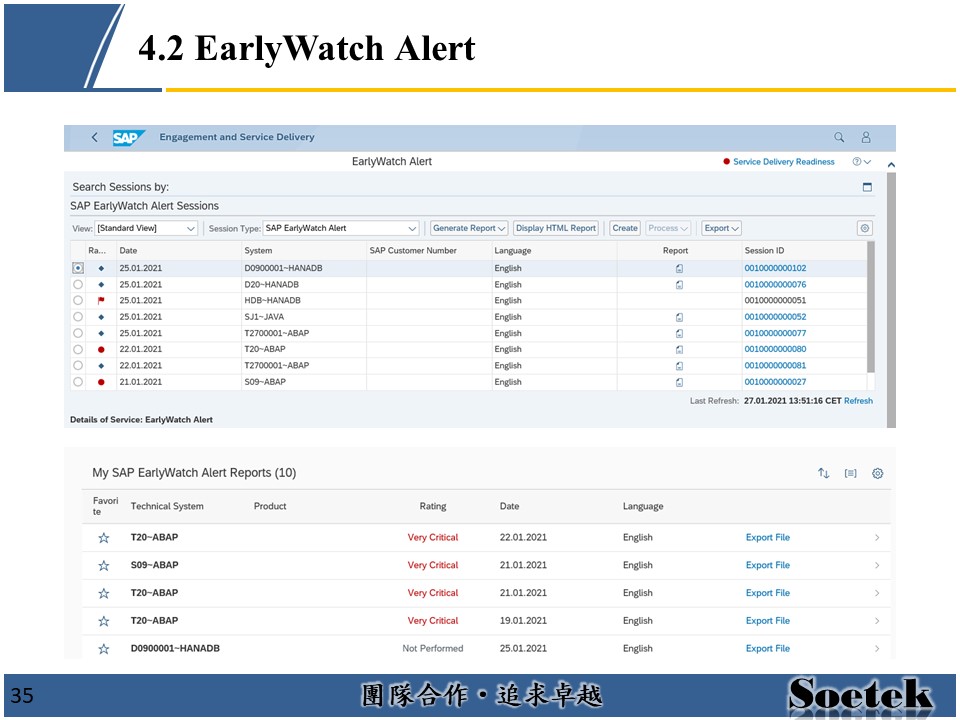 4.2 EarlyWatch Alert
SAP Engagement and Service Delivery
EarlyWatch Alert Service Delivery Readiness
Search Sessions by:
SAP EarlyWatch Alert Sessions
View: [Standard View] Session Type: SAP EarlyWatch Alert Generate Report Display HTML Report Create Process Export
Ra... Date System SAP Customer Number Language Report Session ID
25.01.2021 D0900001~HANADB English 0010000000102
25.01.2021 D20~HANADB English 0010000000076
25.01.2021 HDB~HANADB English 0010000000051
25.01.2021 SJ1~JAVA English 0010000000052
25.01.2021 T2700001~ABAP English 0010000000077
22.01.2021 T20~ABAP English 0010000000080
22.01.2021 T2700001~ABAP English 0010000000081
21.01.2021 S09~ABAP English 0010000000027
Last Refresh: 27.01.2021 13:51:16 CET Refresh
Details of Service: EarlyWatch Alert
My SAP EarlyWatch Alert Reports (10)
Favori
te Technical System Product Rating Date Language
T20~ABAP Very Critical 22.01.2021 English Export File
S09~ABAP Very Critical 21.01.2021 English Export File
T20~ABAP Very Critical 21.01.2021 English Export File
T20~ABAP Very Critical 19.01.2021 English Export File
D0900001~HANADB Not Performed 25.01.2021 English Export File
35 團隊合作・追求卓越 Soetek